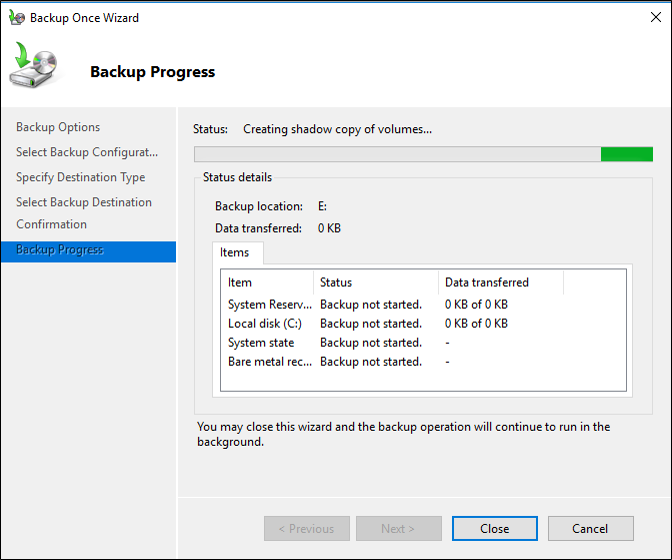 Backup Once Wizard
Backup Progress
Backup Options
Select Backup Configurat...
Specify Destination Type
Select Backup Destination
Confirmation
Backup Progress
Status: Creating shadow copy of volumes...
Status details
Backup location: E:
Data transferred: 0 KB
Items
Item Status Data transferred
System Reserv... Backup not started. 0 KB of 0 KB
Local disk (C:) Backup not started. 0 KB of 0 KB
System state Backup not started. -
Bare metal rec... Backup not started. -
You may close this wizard and the backup operation will continue to run in the
background.
< Previous Next > Close Cancel